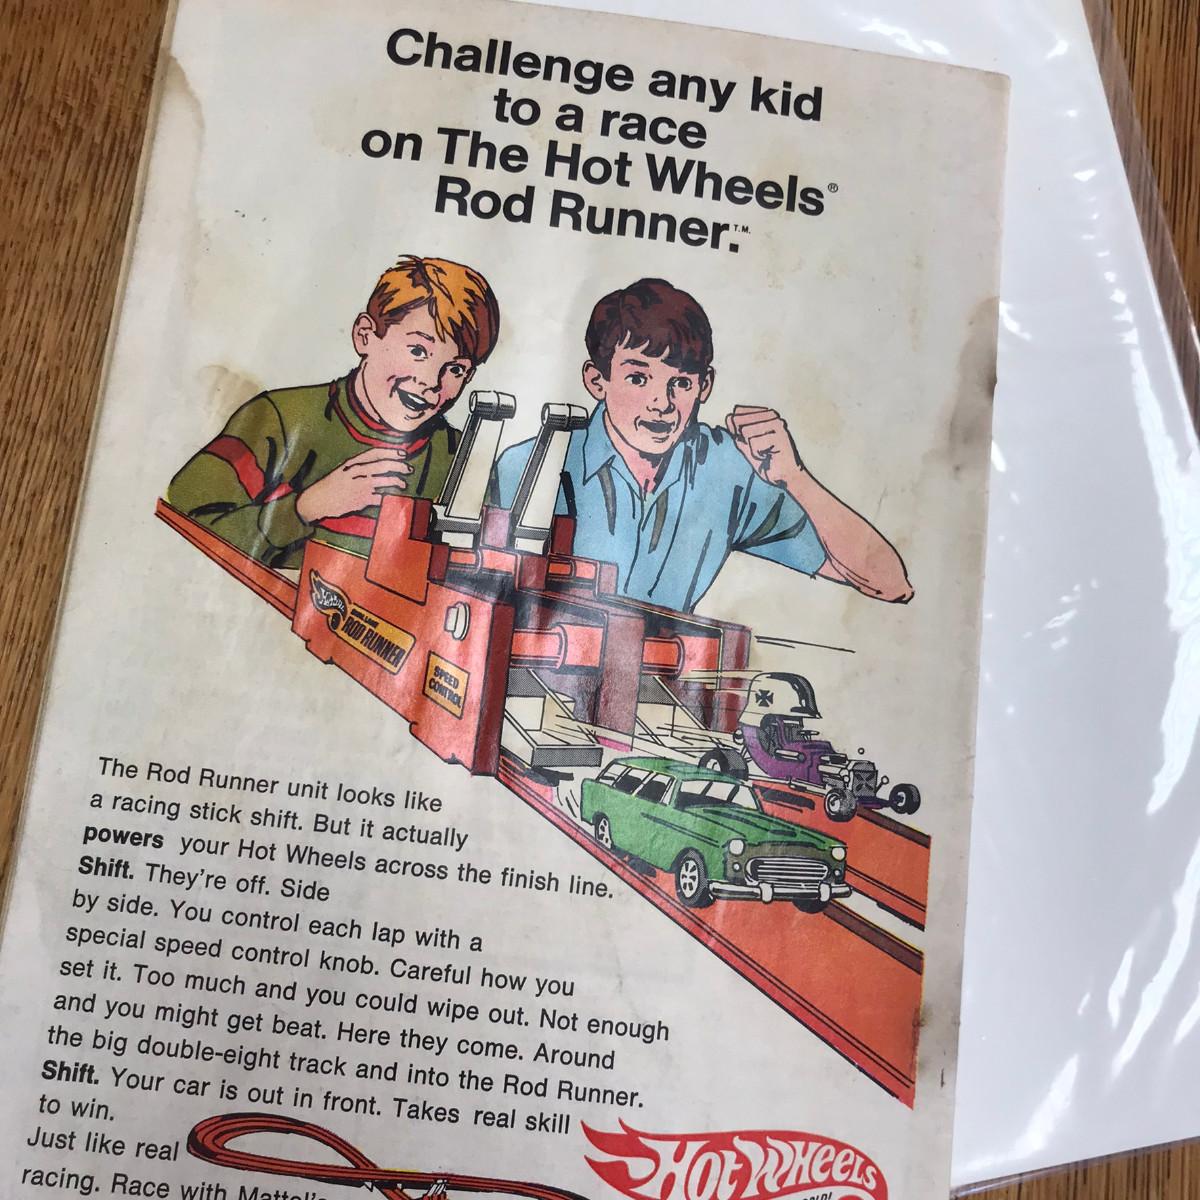 Challenge any kid
to a race
on The Hot Wheels®
Rod Runner.T.M.
HOT WHEELS
ROD RUNNER
SPEED
CONTROL
The Rod Runner unit looks like
a racing stick shift. But it actually
powers your Hot Wheels across the finish line.
Shift. They're off. Side
by side. You control each lap with a
special speed control knob. Careful how you
set it. Too much and you could wipe out. Not enough
and you might get beat. Here they come. Around
the big double-eight track and into the Rod Runner.
Shift. Your car is out in front. Takes real skill
to win.
Just like real
racing. Race with Mattel's
HOT WHEELS